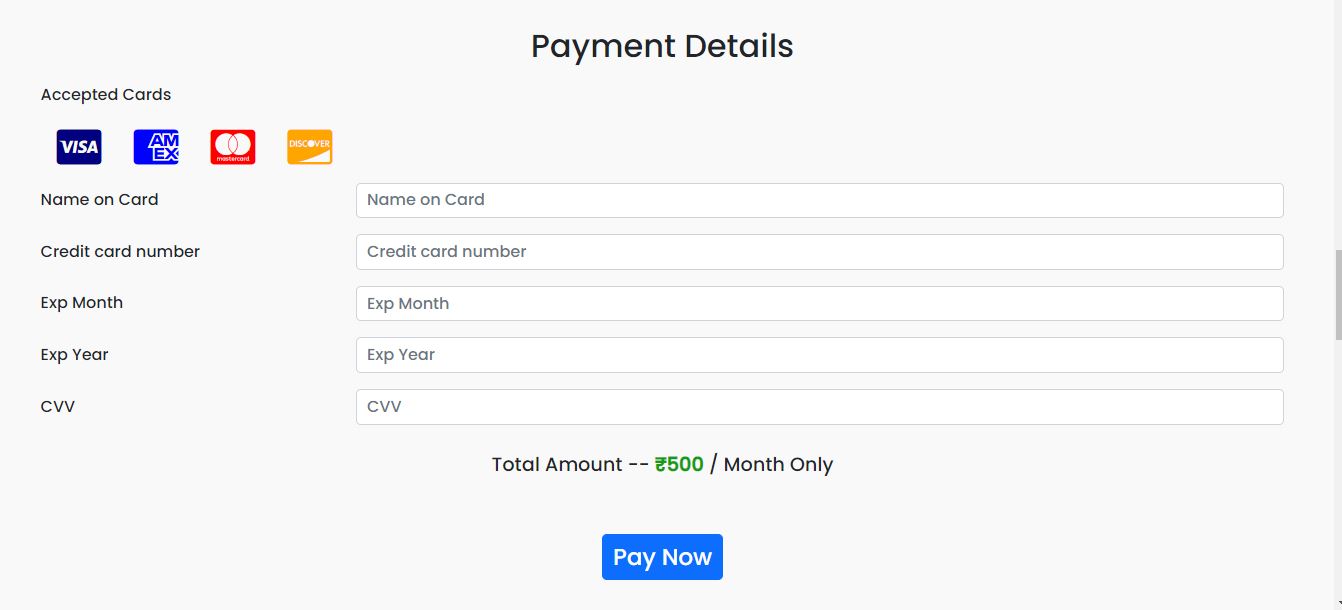 Payment Details
Accepted Cards
VISA AM EX mastercard DISCOVER
Name on Card Name on Card
Credit card number Credit card number
Exp Month Exp Month
Exp Year Exp Year
CVV CVV
Total Amount -- ₹500 / Month Only
Pay Now